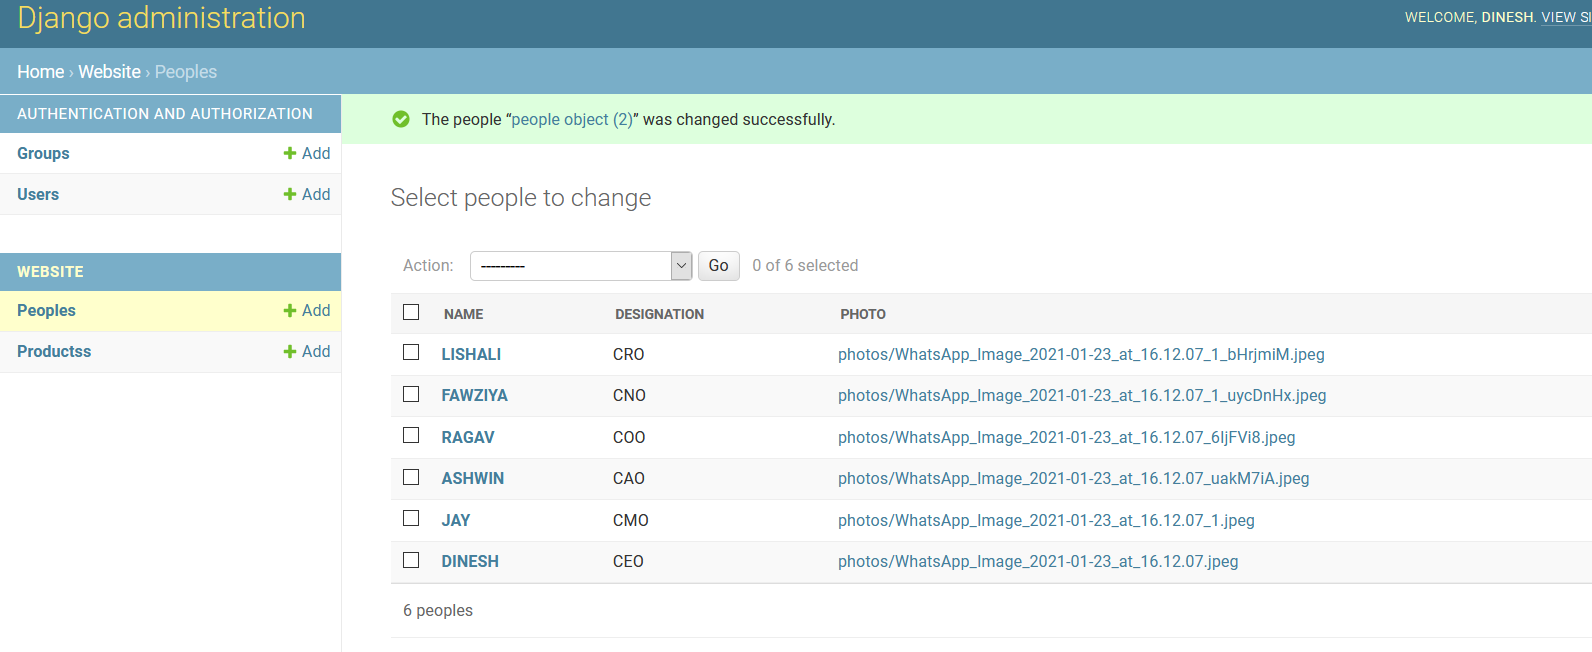 Django administration
WELCOME, DINESH. VIEW SI
Home › Website › Peoples
AUTHENTICATION AND AUTHORIZATION
Groups + Add
Users + Add
WEBSITE
Peoples + Add
Productss + Add
The people “people object (2)” was changed successfully.
Select people to change
Action: --------- Go 0 of 6 selected
NAME DESIGNATION PHOTO
LISHALI CRO photos/WhatsApp_Image_2021-01-23_at_16.12.07_1_bHrjmiM.jpeg
FAWZIYA CNO photos/WhatsApp_Image_2021-01-23_at_16.12.07_1_uycDnHx.jpeg
RAGAV COO photos/WhatsApp_Image_2021-01-23_at_16.12.07_6IjFVi8.jpeg
ASHWIN CAO photos/WhatsApp_Image_2021-01-23_at_16.12.07_uakM7iA.jpeg
JAY CMO photos/WhatsApp_Image_2021-01-23_at_16.12.07_1.jpeg
DINESH CEO photos/WhatsApp_Image_2021-01-23_at_16.12.07.jpeg
6 peoples